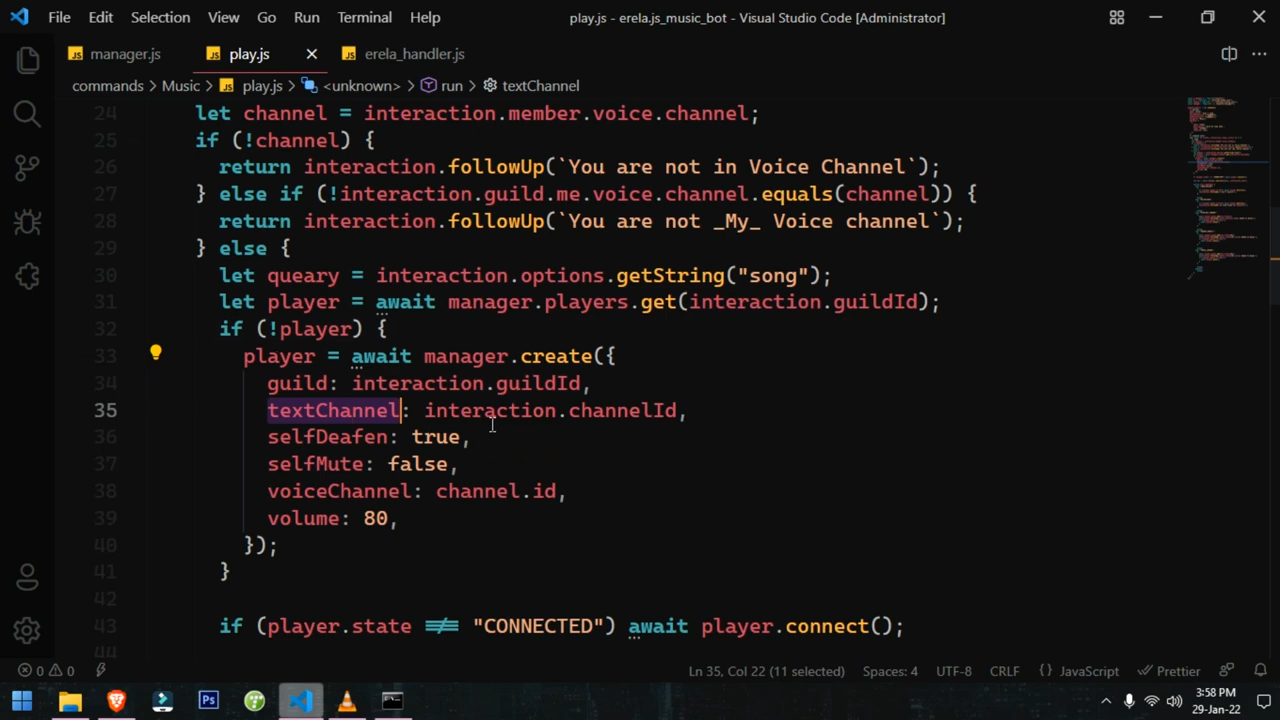 File Edit Selection View Go Run Terminal Help play.js - erela.js_music_bot - Visual Studio Code [Administrator]
JS manager.js JS play.js JS erela_handler.js
commands > Music > JS play.js > <unknown> > run > textChannel
24 let channel = interaction.member.voice.channel;
25 if (!channel) {
26 return interaction.followUp(`You are not in Voice Channel`);
27 } else if (!interaction.guild.me.voice.channel.equals(channel)) {
28 return interaction.followUp(`You are not _My_ Voice channel`);
29 } else {
30 let queary = interaction.options.getString("song");
31 let player = await manager.players.get(interaction.guildId);
32 if (!player) {
33 player = await manager.create({
34 guild: interaction.guildId,
35 textChannel: interaction.channelId,
36 selfDeafen: true,
37 selfMute: false,
38 voiceChannel: channel.id,
39 volume: 80,
40 });
41 }
42
43 if (player.state !== "CONNECTED") await player.connect();
44
0 0 Ln 35, Col 22 (11 selected) Spaces: 4 UTF-8 CRLF {} JavaScript Prettier
Ps 3:58 PM
29-Jan-22